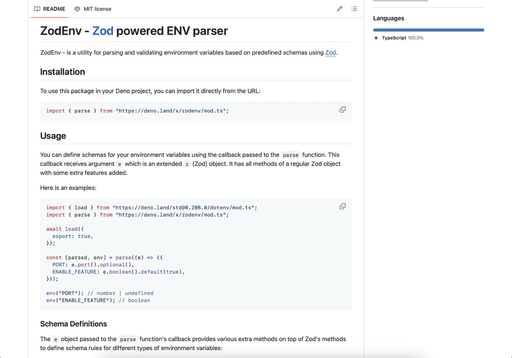 README
MIT license
ZodEnv - Zod powered ENV parser
ZodEnv - is a utility for parsing and validating environment variables based on predefined schemas using Zod.
Installation
To use this package in your Deno project, you can import it directly from the URL:
import { parse } from "https://deno.land/x/zodenv/mod.ts";
Usage
You can define schemas for your environment variables using the callback passed to the parse function. This
callback receives argument e which is an extended z (Zod) object. It has all methods of a regular Zod object
with some extra features added.
Here is an examples:
import { load } from "https://deno.land/std@0.208.0/dotenv/mod.ts";
import { parse } from "https://deno.land/x/zodenv/mod.ts";
await load({
export: true,
});
const [parsed, env] = parse((e) => ({
PORT: e.port().optional(),
ENABLE_FEATURE: e.boolean().default(true),
}));
env("PORT"); // number | undefined
env("ENABLE_FEATURE"); // boolean
Schema Definitions
The e object passed to the parse function's callback provides various extra methods on top of Zod's methods
to define schema rules for different types of environment variables:
Languages
TypeScript 100.0%